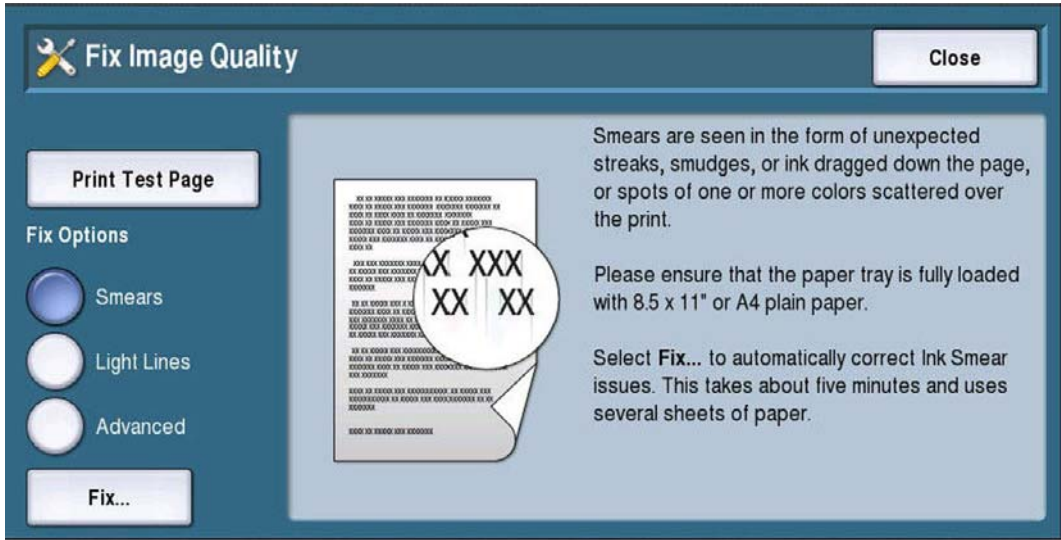 Fix Image Quality
Close
Print Test Page
Fix Options
Smears
Light Lines
Advanced
Fix...
XX XXX
XX XX
Smears are seen in the form of unexpected
streaks, smudges, or ink dragged down the page,
or spots of one or more colors scattered over
the print.
Please ensure that the paper tray is fully loaded
with 8.5 x 11" or A4 plain paper.
Select Fix... to automatically correct Ink Smear
issues. This takes about five minutes and uses
several sheets of paper.